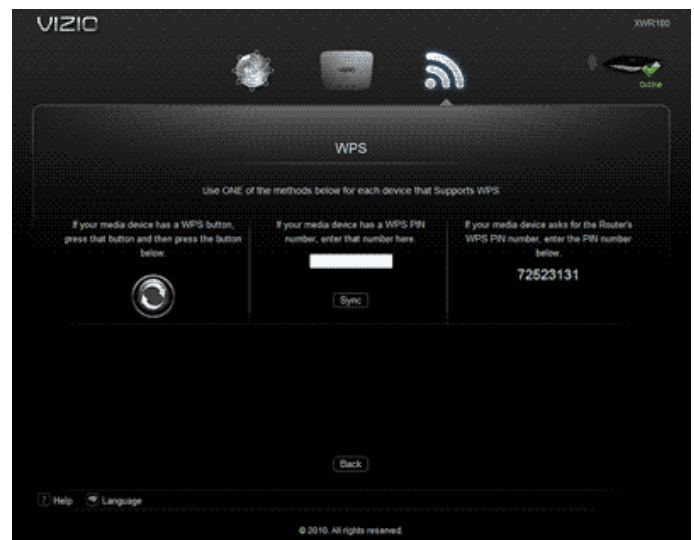 VIZIO
XWR100
VIZIO
Online
WPS
Use ONE of the methods below for each device that Supports WPS
If your media device has a WPS button,
press that button and then press the button
below.
If your media device has a WPS PIN
number, enter that number here.
Sync
If your media device asks for the Router's
WPS PIN number, enter the PIN number
below.
72523131
Back
? Help
Language
© 2010. All rights reserved.